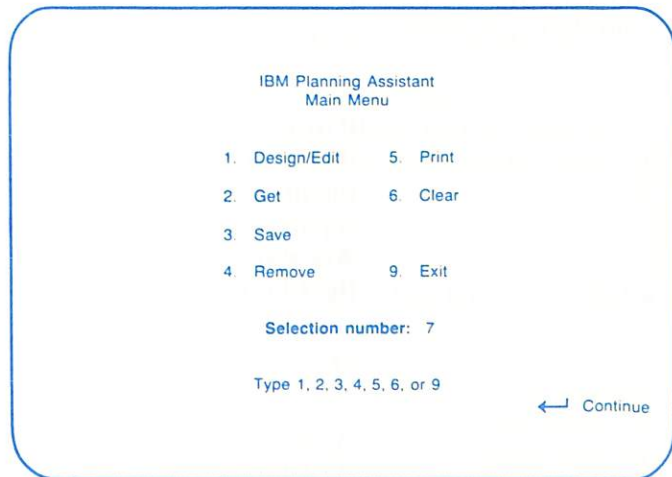 IBM Planning Assistant
Main Menu
1. Design/Edit 5. Print
2. Get 6. Clear
3. Save
4. Remove 9. Exit
Selection number: 7
Type 1, 2, 3, 4, 5, 6, or 9
Continue